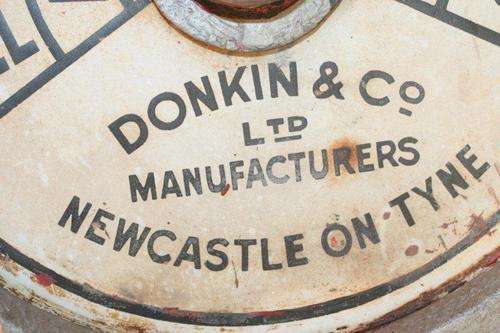 DONKIN & Co
LTD
MANUFACTURERS
NEWCASTLE ON TYNE